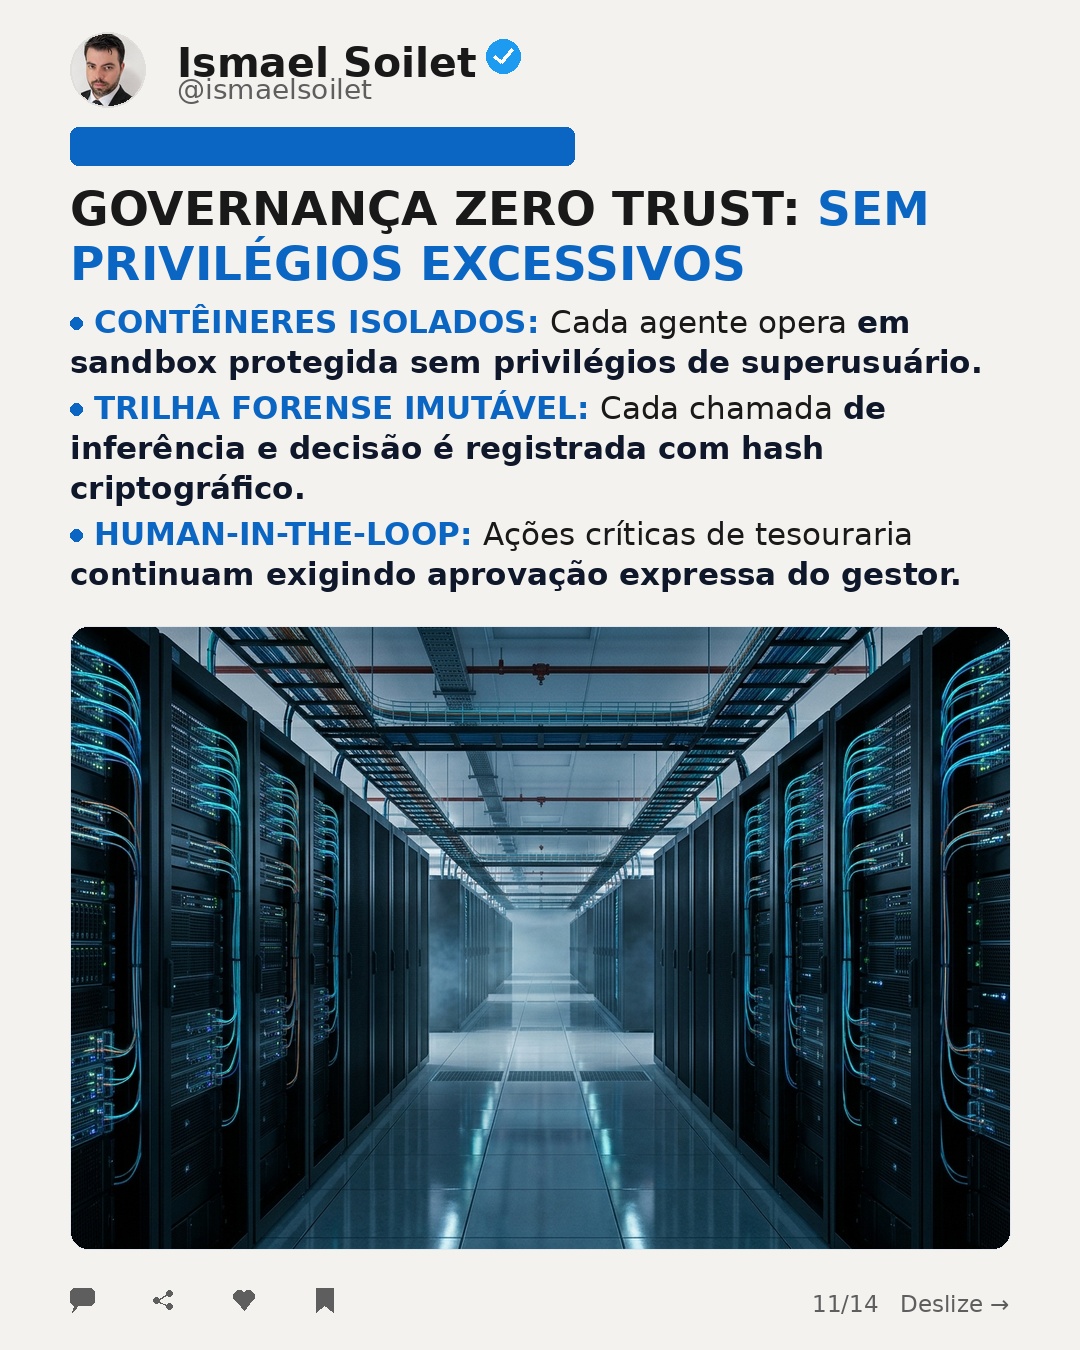 Ismael Soilet
@ismaelsoilet
GOVERNANÇA ZERO TRUST: SEM
PRIVILÉGIOS EXCESSIVOS
• CONTÊINERES ISOLADOS: Cada agente opera em
sandbox protegida sem privilégios de superusuário.
• TRILHA FORENSE IMUTÁVEL: Cada chamada de
inferência e decisão é registrada com hash
criptográfico.
• HUMAN-IN-THE-LOOP: Ações críticas de tesouraria
continuam exigindo aprovação expressa do gestor.
11/14 Deslize →